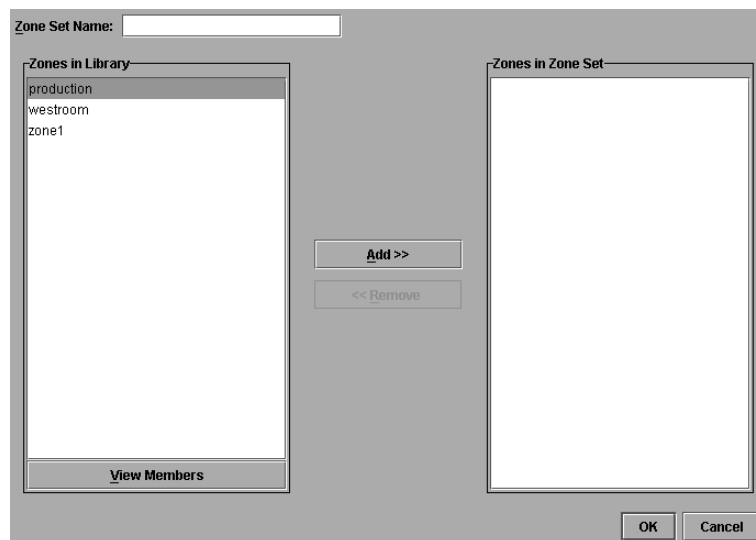 Zone Set Name:
Zones in Library
Zones in Zone Set
production
westroom
zone1
Add >>
<< Remove
View Members
OK
Cancel